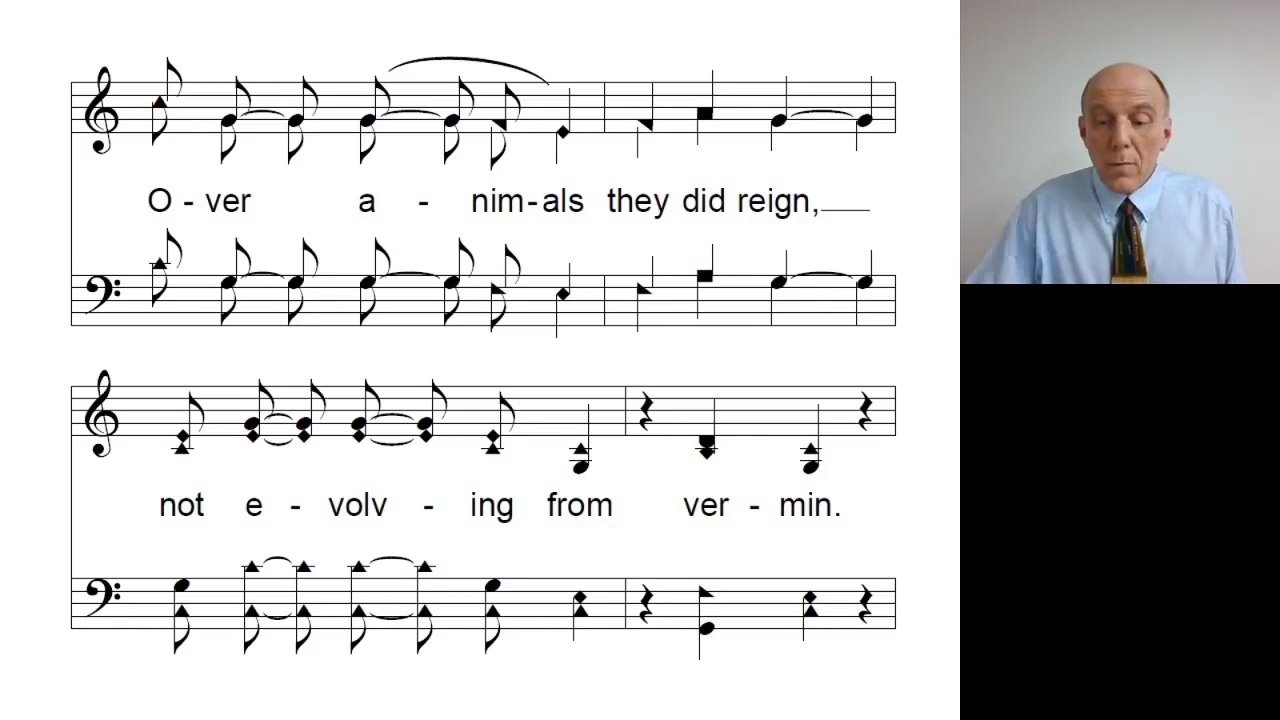 O - ver a - nim-als they did reign,
not e - volv - ing from ver - min.